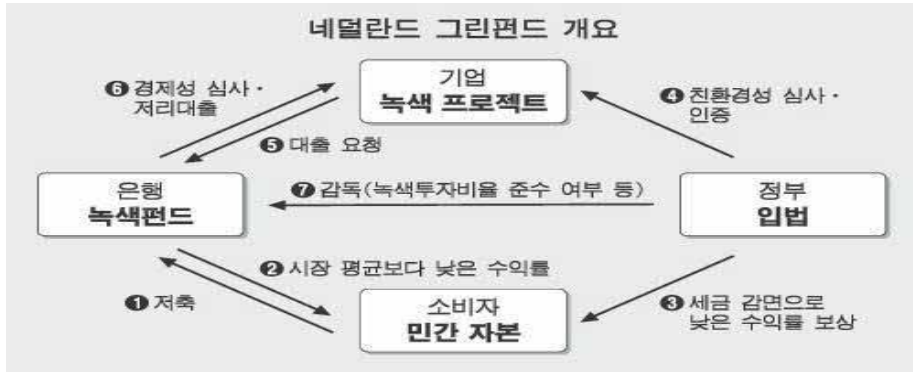 네덜란드 그린펀드 개요
❻ 경제성 심사·
저리대출
기업
녹색 프로젝트
❹ 친환경성 심사·
인증
❺ 대출 요청
은행
녹색펀드
❼ 감독(녹색투자비율 준수 여부 등)
정부
입법
❷ 시장 평균보다 낮은 수익률
❶ 저축
소비자
민간 자본
❸ 세금 감면으로
낮은 수익률 보상